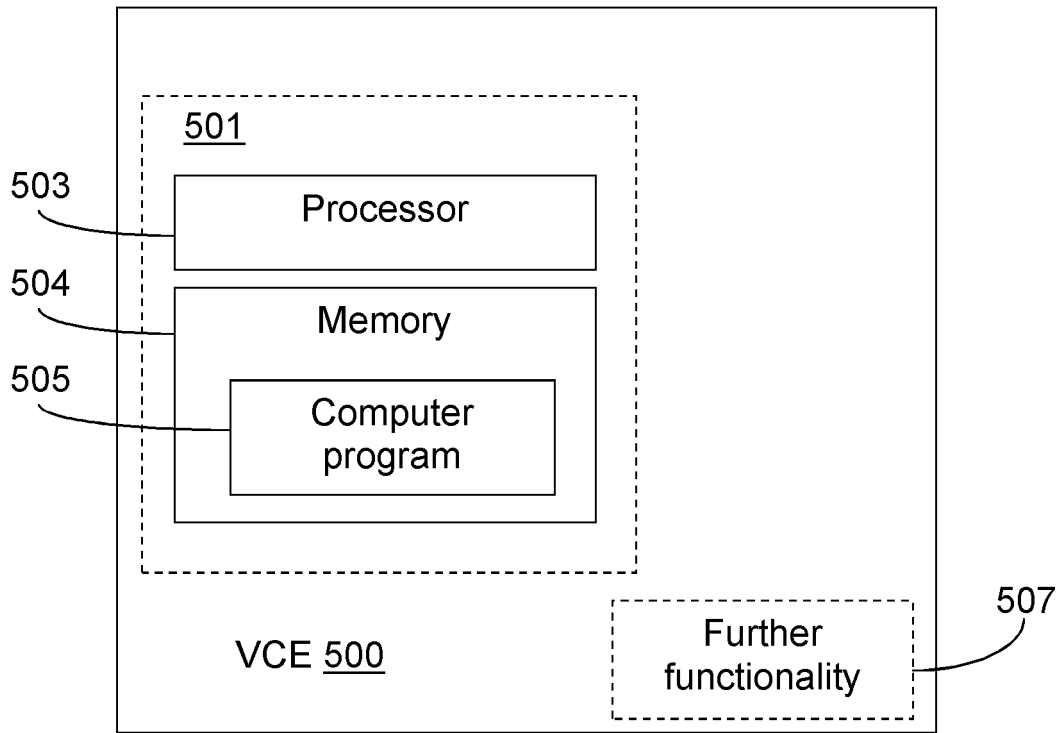 501
503
Processor
504
Memory
505
Computer
program
507
Further
functionality
VCE 500